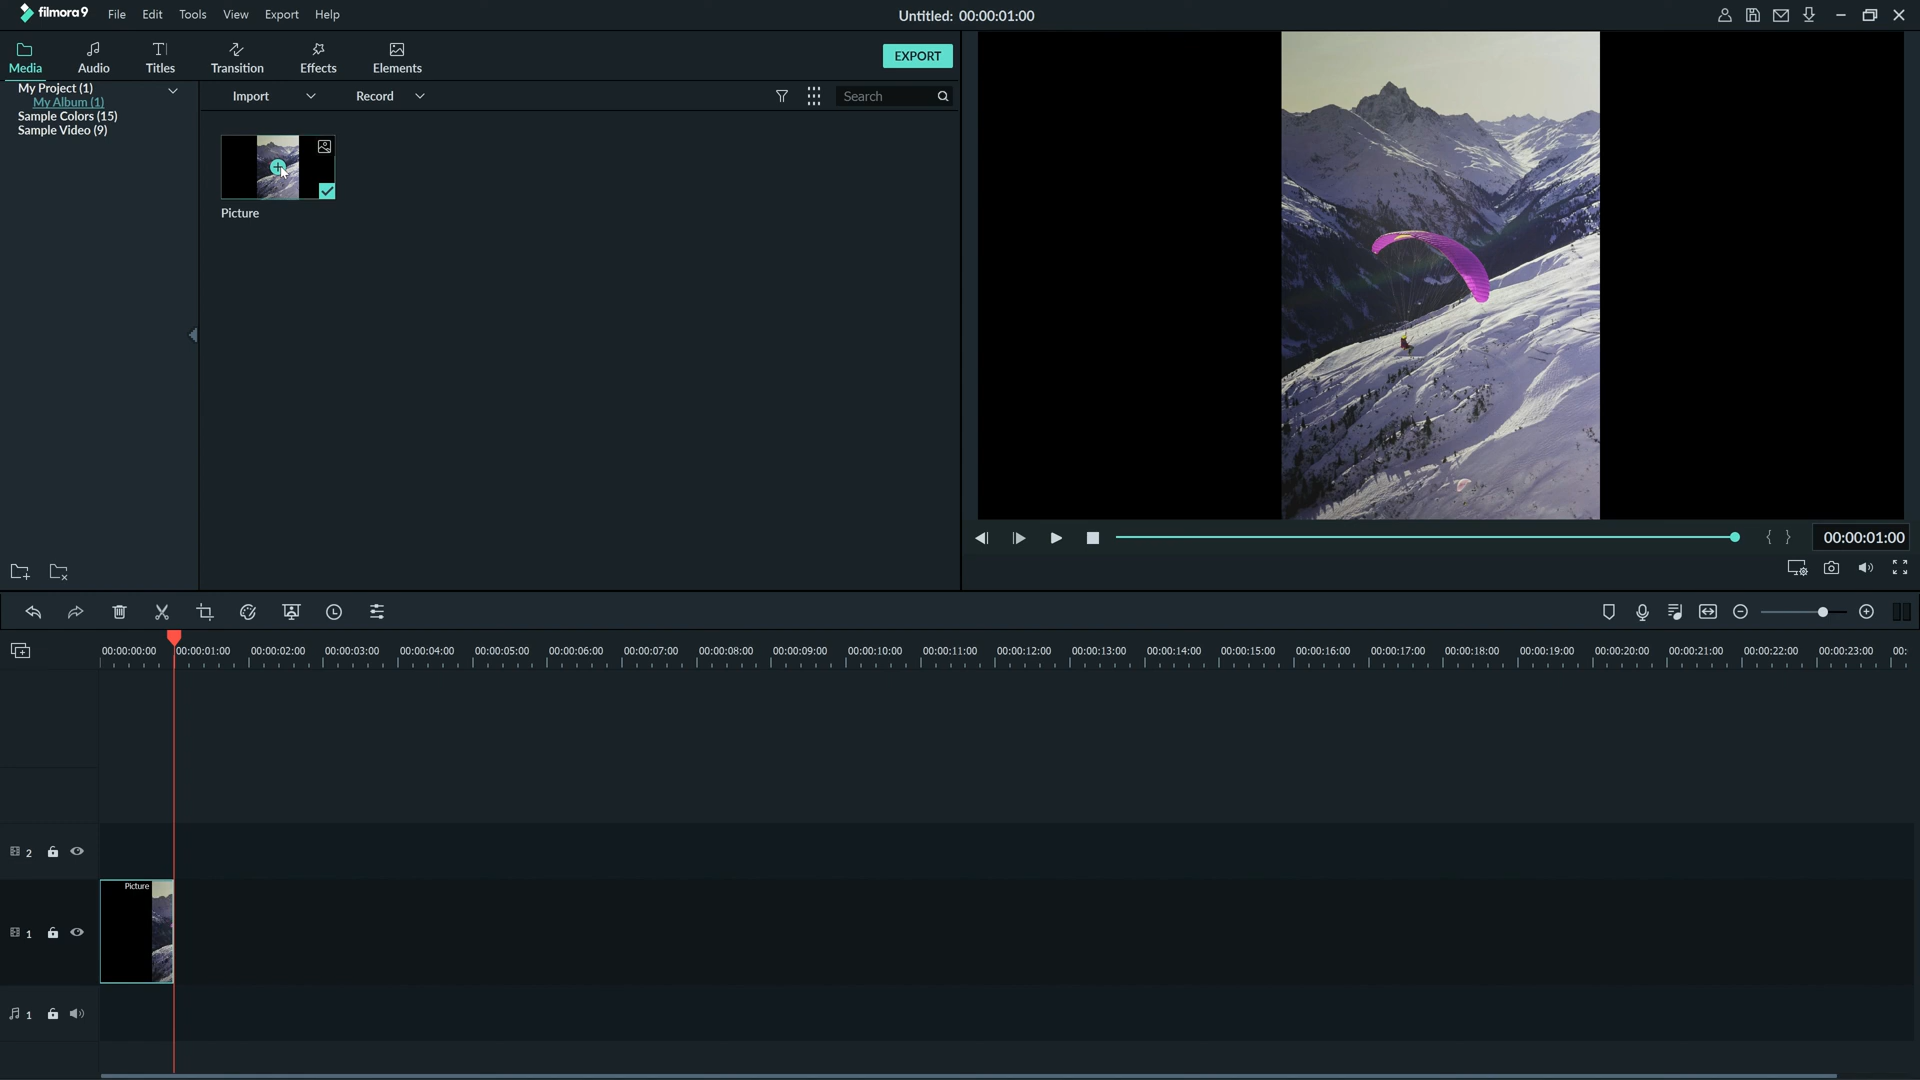 filmora9 File Edit Tools View Export Help
Untitled: 00:00:01:00
Media Audio Titles Transition Effects Elements
EXPORT
My Project (1)
My Album (1)
Sample Colors (15)
Sample Video (9)
Import Record Search
Picture
00:00:01:00
00:00:00:00 00:00:01:00 00:00:02:00 00:00:03:00 00:00:04:00 00:00:05:00 00:00:06:00 00:00:07:00 00:00:08:00 00:00:09:00 00:00:10:00 00:00:11:00 00:00:12:00 00:00:13:00 00:00:14:00 00:00:15:00 00:00:16:00 00:00:17:00 00:00:18:00 00:00:19:00 00:00:20:00 00:00:21:00 00:00:22:00 00:00:23:00 00:
2
Picture
1
1